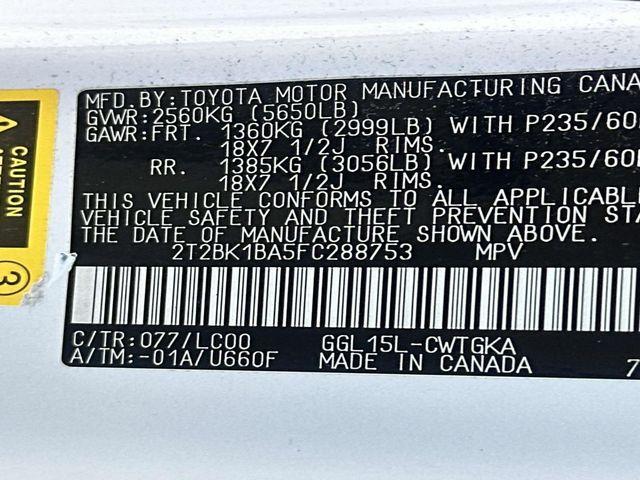 MFD.BY:TOYOTA MOTOR MANUFACTURING CANA
GVWR:2560KG (5650LB)
GAWR:FRT. 1360KG (2999LB) WITH P235/60
18X7 1/2J RIMS.
RR. 1385KG (3056LB) WITH P235/60
18X7 1/2J RIMS.
THIS VEHICLE CONFORMS TO ALL APPLICABL
VEHICLE SAFETY AND THEFT PREVENTION STA
THE DATE OF MANUFACTURE SHOWN ABOVE.
2T2BK1BA5FC288753 MPV
C/TR:077/LC00 GGL15L-CWTGKA
A/TM:-01A/U660F MADE IN CANADA 7
3